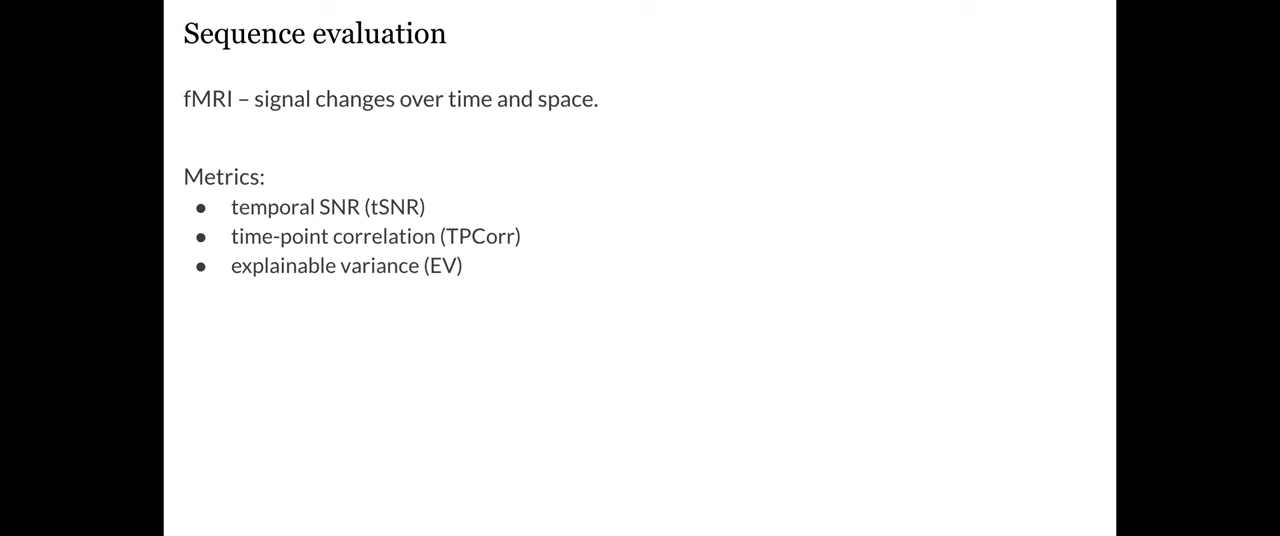 Sequence evaluation
fMRI – signal changes over time and space.
Metrics:
● temporal SNR (tSNR)
● time-point correlation (TPCorr)
● explainable variance (EV)